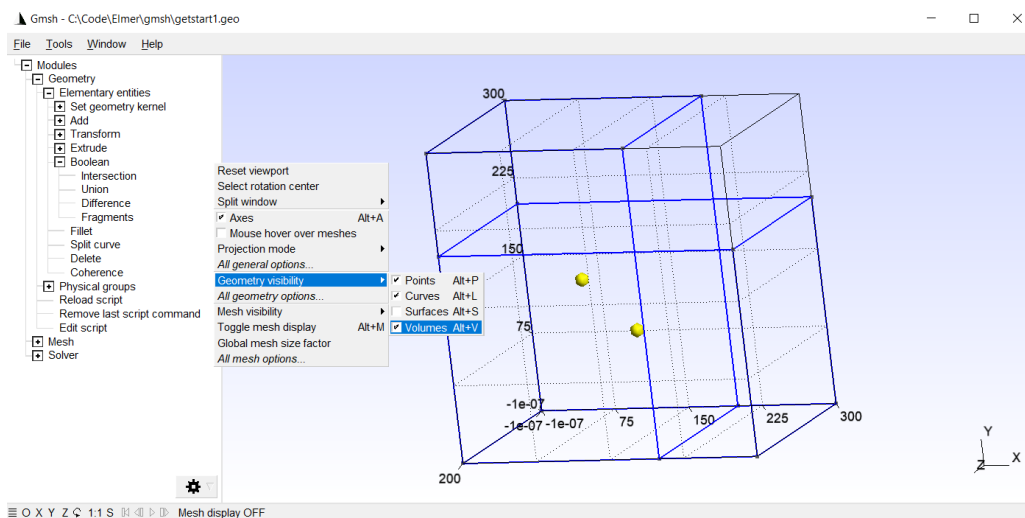 Gmsh - C:\Code\Elmer\gmsh\getstart1.geo
File Tools Window Help
Modules
Geometry
Elementary entities
Set geometry kernel
Add
Transform
Extrude
Boolean
Intersection
Union
Difference
Fragments
Fillet
Split curve
Delete
Coherence
Physical groups
Reload script
Remove last script command
Edit script
Mesh
Solver
Reset viewport
Select rotation center
Split window
Axes Alt+A
Mouse hover over meshes
Projection mode
All general options...
Geometry visibility
All geometry options...
Mesh visibility
Toggle mesh display Alt+M
Global mesh size factor
All mesh options...
Points Alt+P
Curves Alt+L
Surfaces Alt+S
Volumes Alt+V
300
225
150
75
-1e-07
-1e-07 -1e-07 75 150 225 300
200
Y
Z X
O X Y Z 1:1 S Mesh display OFF